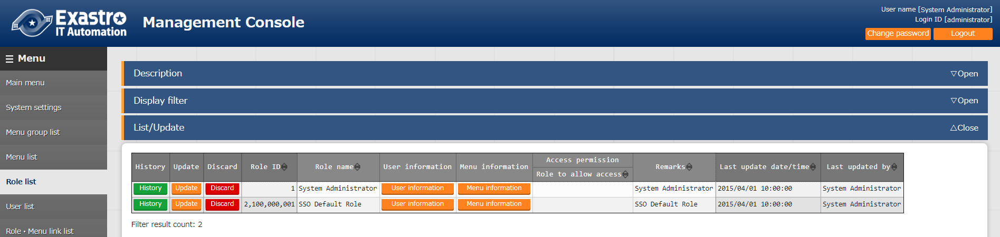 Exastro
IT Automation
Management Console
User name [System Administrator]
Login ID [administrator]
Change password
Logout
☰ Menu
Main menu
System settings
Menu group list
Menu list
Role list
User list
Role・Menu link list
Description ▽Open
Display filter ▽Open
List/Update △Close
Access permission
History Update Discard Role ID Role name User information Menu information Role to allow access Remarks Last update date/time Last updated by
History Update Discard 1 System Administrator User information Menu information System Administrator 2015/04/01 10:00:00 System Administrator
History Update Discard 2,100,000,001 SSO Default Role User information Menu information SSO Default Role 2015/04/01 10:00:00 System Administrator
Filter result count: 2